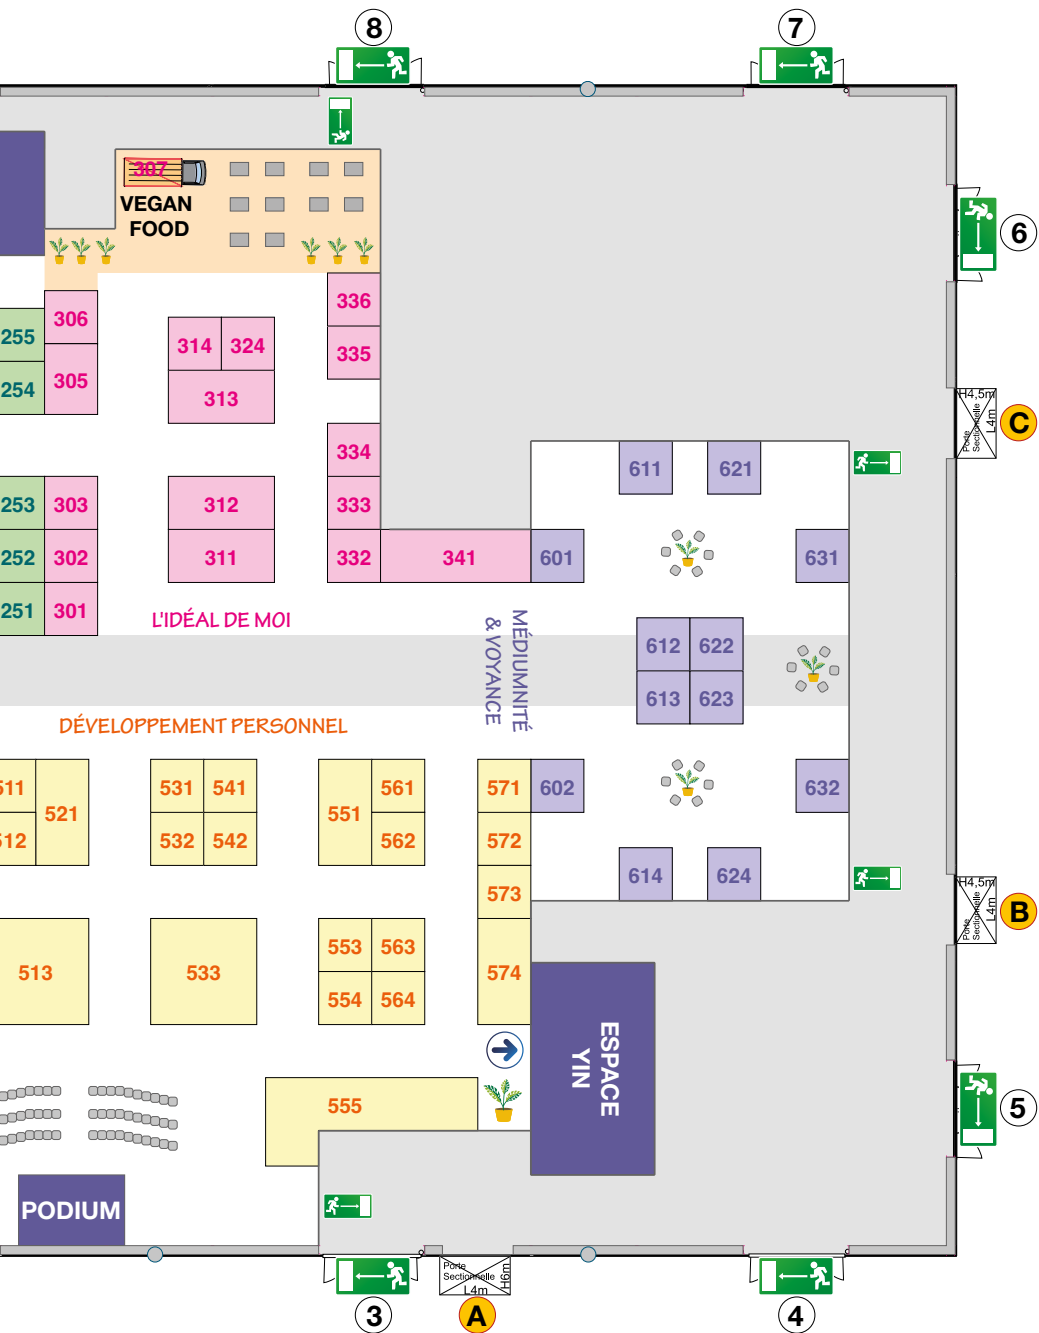 8
7
307
VEGAN
FOOD
6
336
306
255
314
324
335
305
254
313
C
H4,5m
L4m
Porte
Sectionnelle
334
611
621
253
303
312
333
252
302
311
332
341
601
631
251
301
L'IDÉAL DE MOI
MÉDIUMNITÉ
& VOYANCE
612
622
613
623
DÉVELOPPEMENT PERSONNEL
511
521
531
541
551
561
571
602
632
512
532
542
562
572
614
624
573
H4,5m
L4m
Porte
Sectionnelle
B
553
563
513
533
574
554
564
ESPACE
YIN
555
5
PODIUM
Porte
Sectionnelle
L4m
H6m
3
A
4